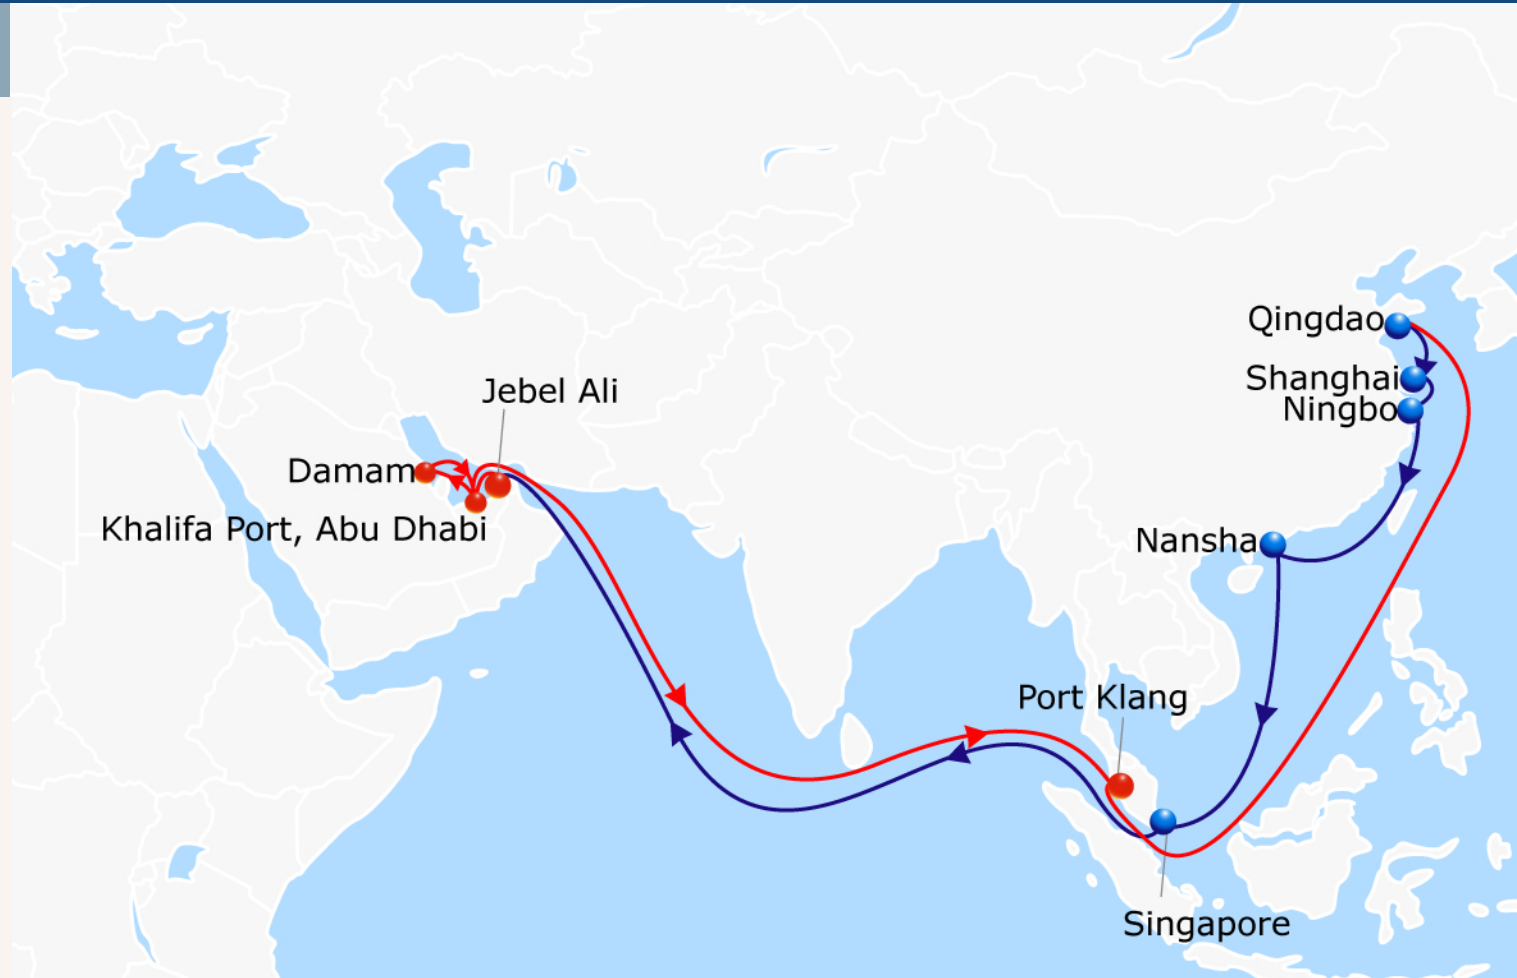 Qingdao
Shanghai
Ningbo
Jebel Ali
Damam
Khalifa Port, Abu Dhabi
Nansha
Port Klang
Singapore